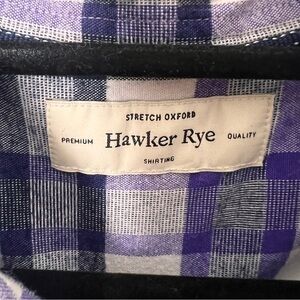 STRETCH OXFORD
PREMIUM Hawker Rye QUALITY
SHIRTING